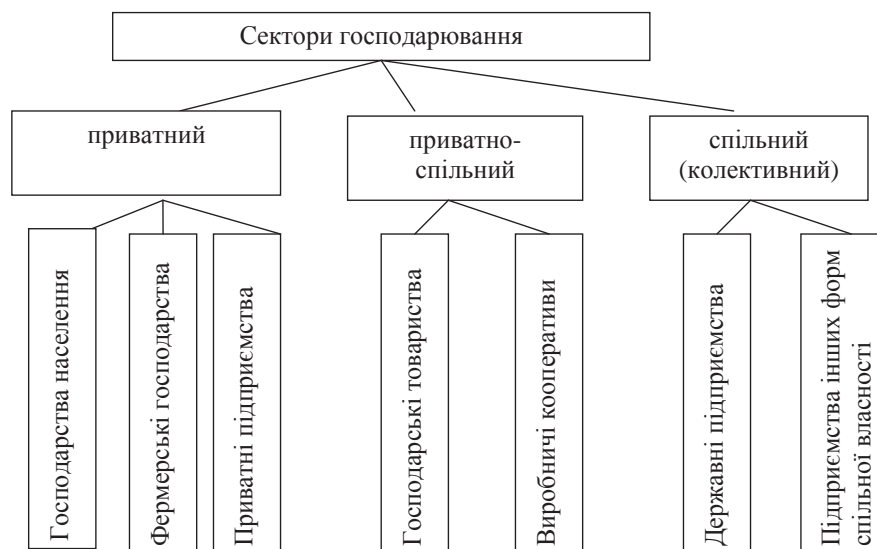 Сектори господарювання
приватний
приватно-
спільний
спільний
(колективний)
Господарства населення
Фермерські господарства
Приватні підприємства
Господарські товариства
Виробничі кооперативи
Державні підприємства
Підприємства інших форм
спільної власності